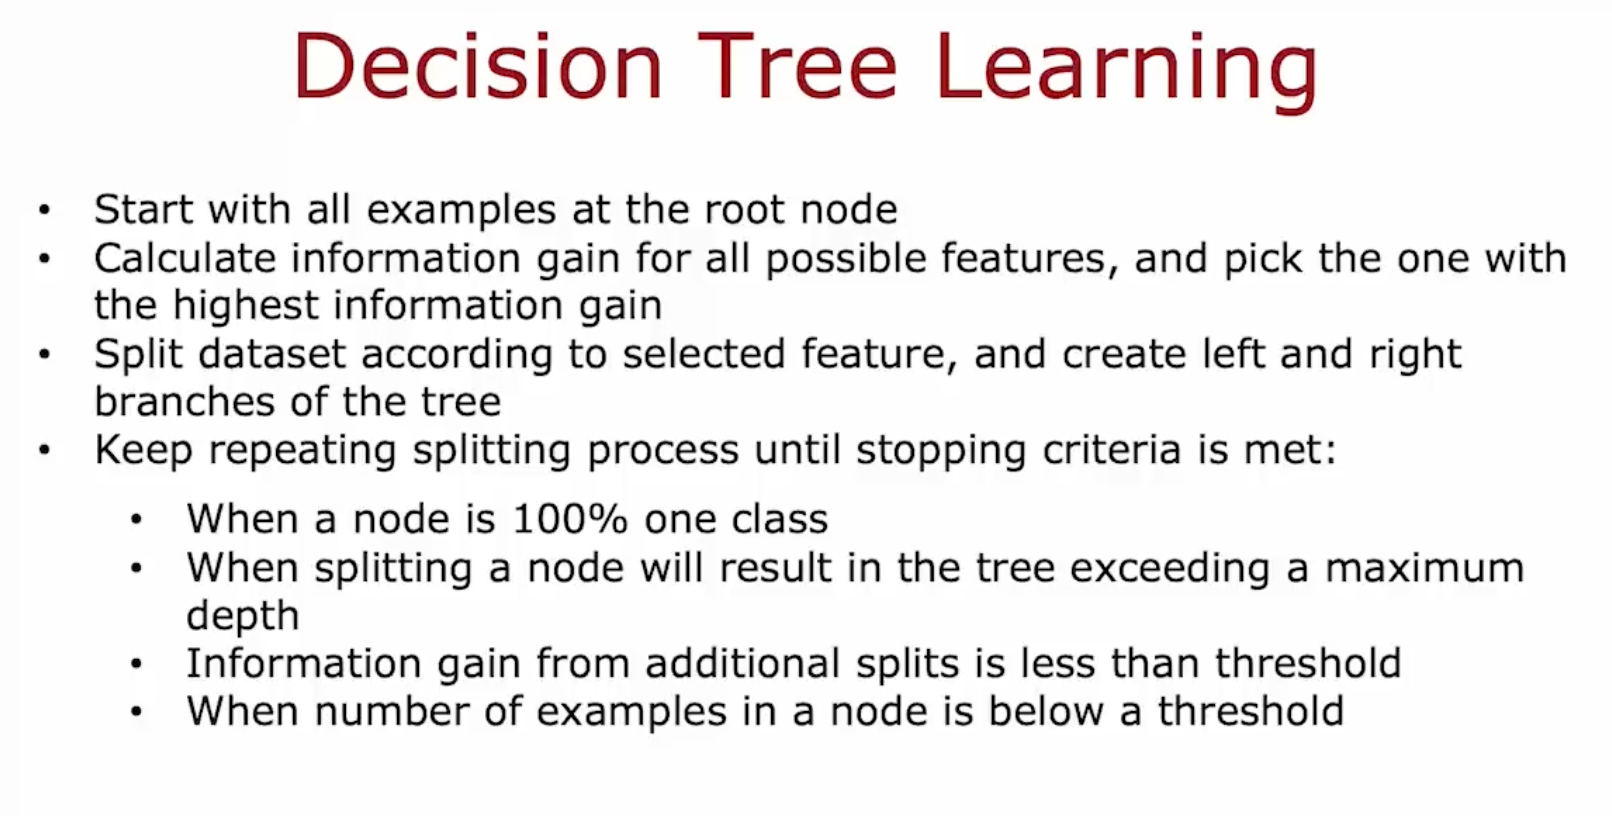 Decision Tree Learning
• Start with all examples at the root node
• Calculate information gain for all possible features, and pick the one with
the highest information gain
• Split dataset according to selected feature, and create left and right
branches of the tree
• Keep repeating splitting process until stopping criteria is met:
• When a node is 100% one class
• When splitting a node will result in the tree exceeding a maximum
depth
• Information gain from additional splits is less than threshold
• When number of examples in a node is below a threshold